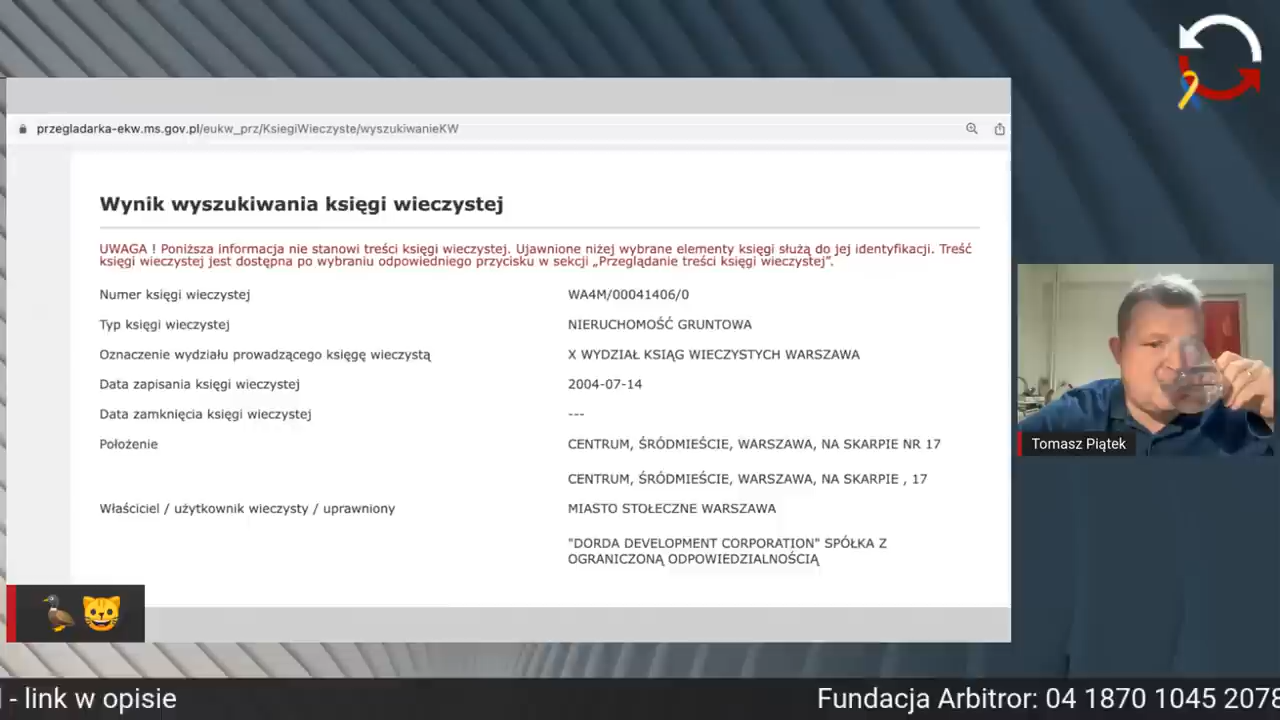 przegladarka-ekw.ms.gov.pl/eukw_prz/KsiegiWieczyste/wyszukiwanieKW
Wynik wyszukiwania księgi wieczystej
UWAGA ! Poniższa informacja nie stanowi treści księgi wieczystej. Ujawnione niżej wybrane elementy księgi służą do jej identyfikacji. Treść
księgi wieczystej jest dostępna po wybraniu odpowiedniego przycisku w sekcji „Przeglądanie treści księgi wieczystej”.
Numer księgi wieczystej WA4M/00041406/0
Typ księgi wieczystej NIERUCHOMOŚĆ GRUNTOWA
Oznaczenie wydziału prowadzącego księgę wieczystą X WYDZIAŁ KSIĄG WIECZYSTYCH WARSZAWA
Data zapisania księgi wieczystej 2004-07-14
Data zamknięcia księgi wieczystej ---
Położenie CENTRUM, ŚRÓDMIEŚCIE, WARSZAWA, NA SKARPIE NR 17
CENTRUM, ŚRÓDMIEŚCIE, WARSZAWA, NA SKARPIE , 17
Właściciel / użytkownik wieczysty / uprawniony MIASTO STOŁECZNE WARSZAWA
"DORDA DEVELOPMENT CORPORATION" SPÓŁKA Z
OGRANICZONĄ ODPOWIEDZIALNOŚCIĄ
Tomasz Piątek
- link w opisie Fundacja Arbitror: 04 1870 1045 2078